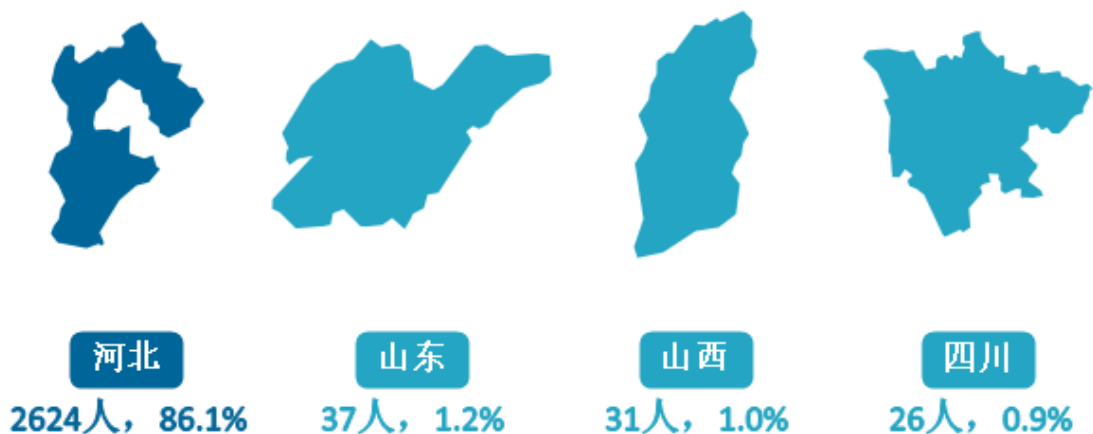 河北 山东 山西 四川
2624人，86.1% 37人，1.2% 31人，1.0% 26人，0.9%